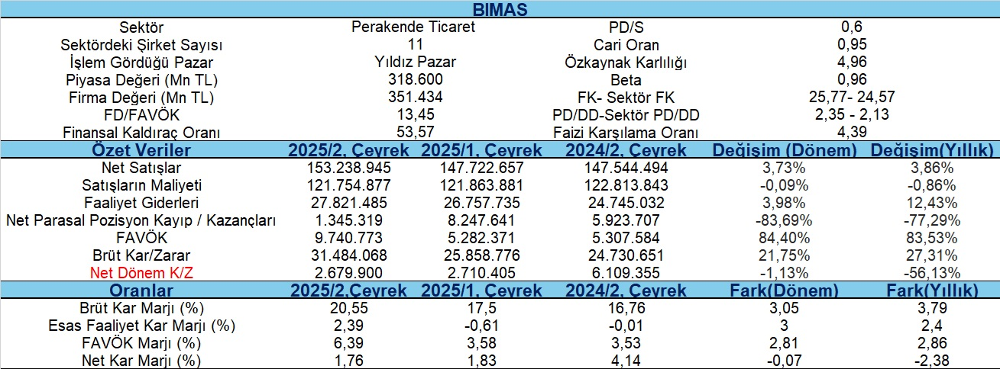 BIMAS
Sektör Perakende Ticaret PD/S 0,6
Sektördeki Şirket Sayısı 11 Cari Oran 0,95
İşlem Gördüğü Pazar Yıldız Pazar Özkaynak Karlılığı 4,96
Piyasa Değeri (Mn TL) 318.600 Beta 0,96
Firma Değeri (Mn TL) 351.434 FK- Sektör FK 25,77- 24,57
FD/FAVÖK 13,45 PD/DD-Sektör PD/DD 2,35 - 2,13
Finansal Kaldıraç Oranı 53,57 Faizi Karşılama Oranı 4,39
Özet Veriler 2025/2, Çeyrek 2025/1, Çeyrek 2024/2, Çeyrek Değişim (Dönem) Değişim(Yıllık)
Net Satışlar 153.238.945 147.722.657 147.544.494 3,73% 3,86%
Satışların Maliyeti 121.754.877 121.863.881 122.813.843 -0,09% -0,86%
Faaliyet Giderleri 27.821.485 26.757.735 24.745.032 3,98% 12,43%
Net Parasal Pozisyon Kayıp / Kazançları 1.345.319 8.247.641 5.923.707 -83,69% -77,29%
FAVÖK 9.740.773 5.282.371 5.307.584 84,40% 83,53%
Brüt Kar/Zarar 31.484.068 25.858.776 24.730.651 21,75% 27,31%
Net Dönem K/Z 2.679.900 2.710.405 6.109.355 -1,13% -56,13%
Oranlar 2025/2,Çeyrek 2025/1, Çeyrek 2024/2, Çeyrek Fark(Dönem) Fark(Yıllık)
Brüt Kar Marjı (%) 20,55 17,5 16,76 3,05 3,79
Esas Faaliyet Kar Marjı (%) 2,39 -0,61 -0,01 3 2,4
FAVÖK Marjı (%) 6,39 3,58 3,53 2,81 2,86
Net Kar Marjı (%) 1,76 1,83 4,14 -0,07 -2,38